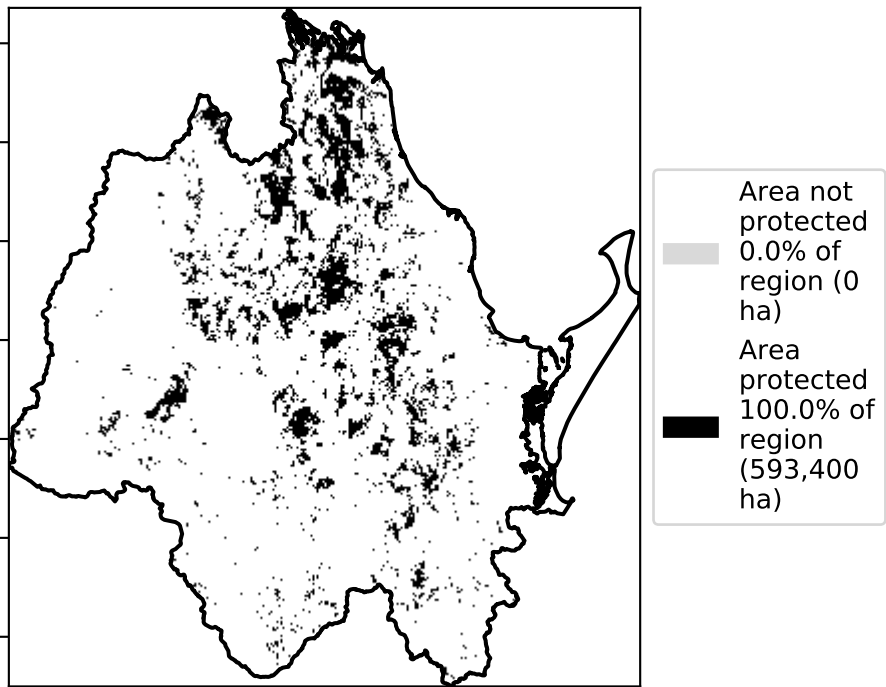 Area not
protected
0.0% of
region (0
ha)
Area
protected
100.0% of
region
(593,400
ha)